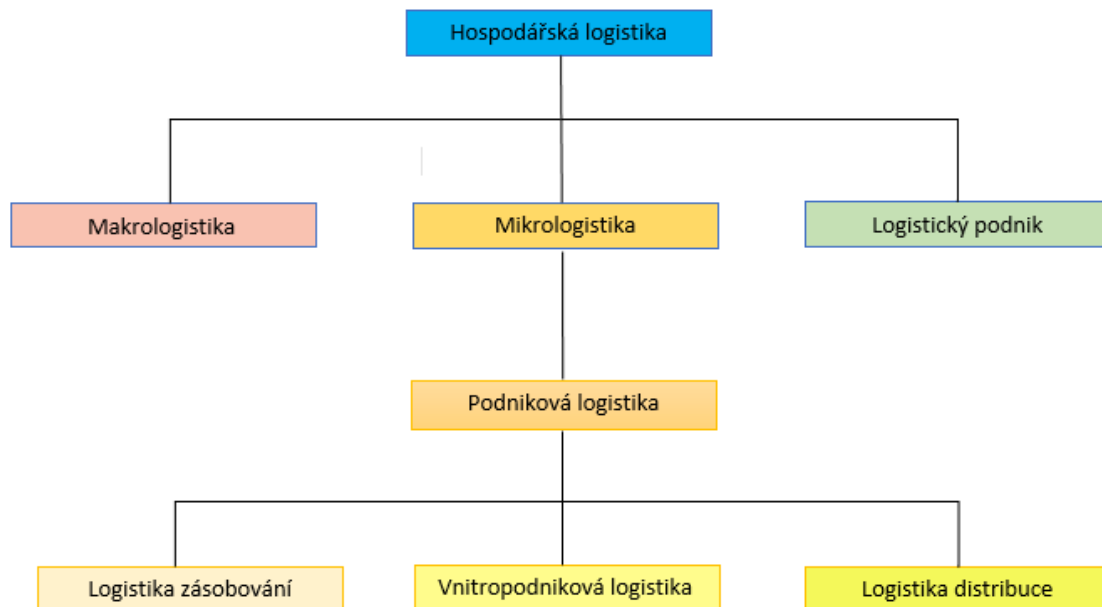 Hospodářská logistika
Makrologistika
Mikrologistika
Logistický podnik
Podniková logistika
Logistika zásobování
Vnitropodniková logistika
Logistika distribuce